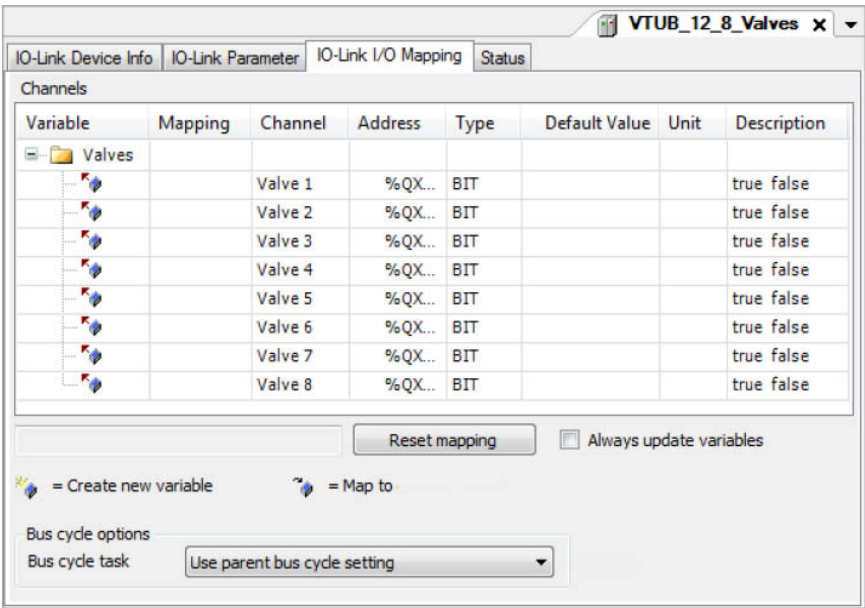 VTUB_12_8_Valves x
IO-Link Device Info IO-Link Parameter IO-Link I/O Mapping Status
Channels
Variable Mapping Channel Address Type Default Value Unit Description
Valves
Valve 1 %QX... BIT true false
Valve 2 %QX... BIT true false
Valve 3 %QX... BIT true false
Valve 4 %QX... BIT true false
Valve 5 %QX... BIT true false
Valve 6 %QX... BIT true false
Valve 7 %QX... BIT true false
Valve 8 %QX... BIT true false
Reset mapping Always update variables
= Create new variable = Map to
Bus cycle options
Bus cycle task Use parent bus cycle setting